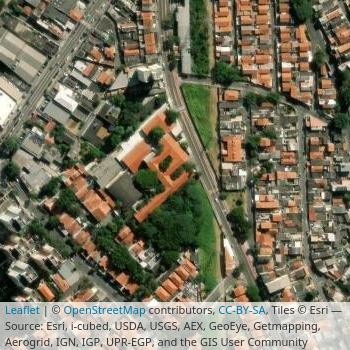 Leaflet | © OpenStreetMap contributors, CC-BY-SA, Tiles © Esri —
Source: Esri, i-cubed, USDA, USGS, AEX, GeoEye, Getmapping,
Aerogrid, IGN, IGP, UPR-EGP, and the GIS User Community